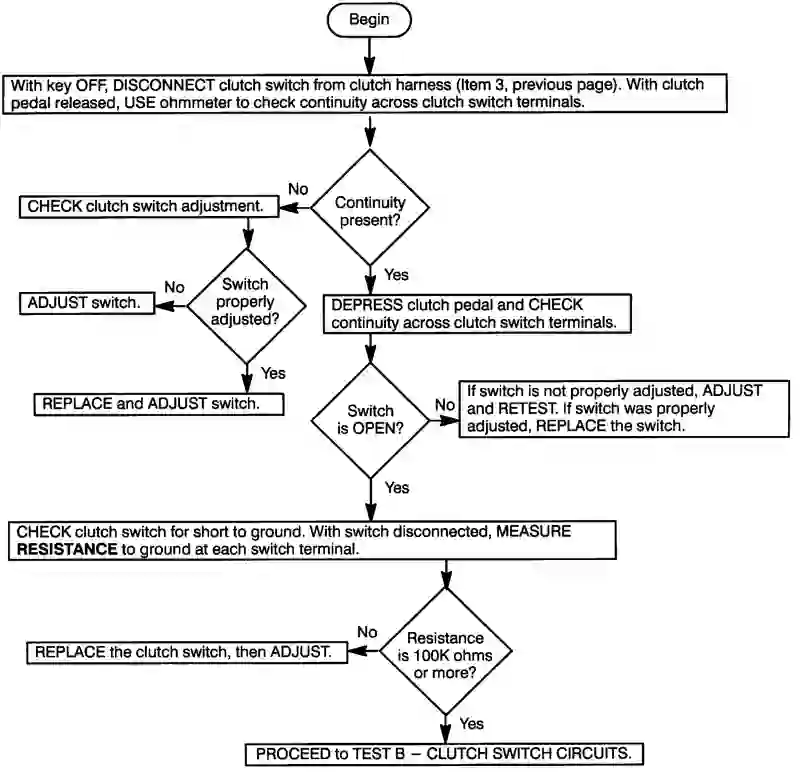 Begin
With key OFF, DISCONNECT clutch switch from clutch harness (Item 3, previous page). With clutch
pedal released, USE ohmmeter to check continuity across clutch switch terminals.
No
Continuity
present?
CHECK clutch switch adjustment.
Yes
No
Switch
properly
adjusted?
ADJUST switch.
DEPRESS clutch pedal and CHECK
continuity across clutch switch terminals.
Yes
REPLACE and ADJUST switch.
Switch
is OPEN?
No
If switch is not properly adjusted, ADJUST
and RETEST. If switch was properly
adjusted, REPLACE the switch.
Yes
CHECK clutch switch for short to ground. With switch disconnected, MEASURE
RESISTANCE to ground at each switch terminal.
No
Resistance
is 100K ohms
or more?
REPLACE the clutch switch, then ADJUST.
Yes
PROCEED to TEST B – CLUTCH SWITCH CIRCUITS.